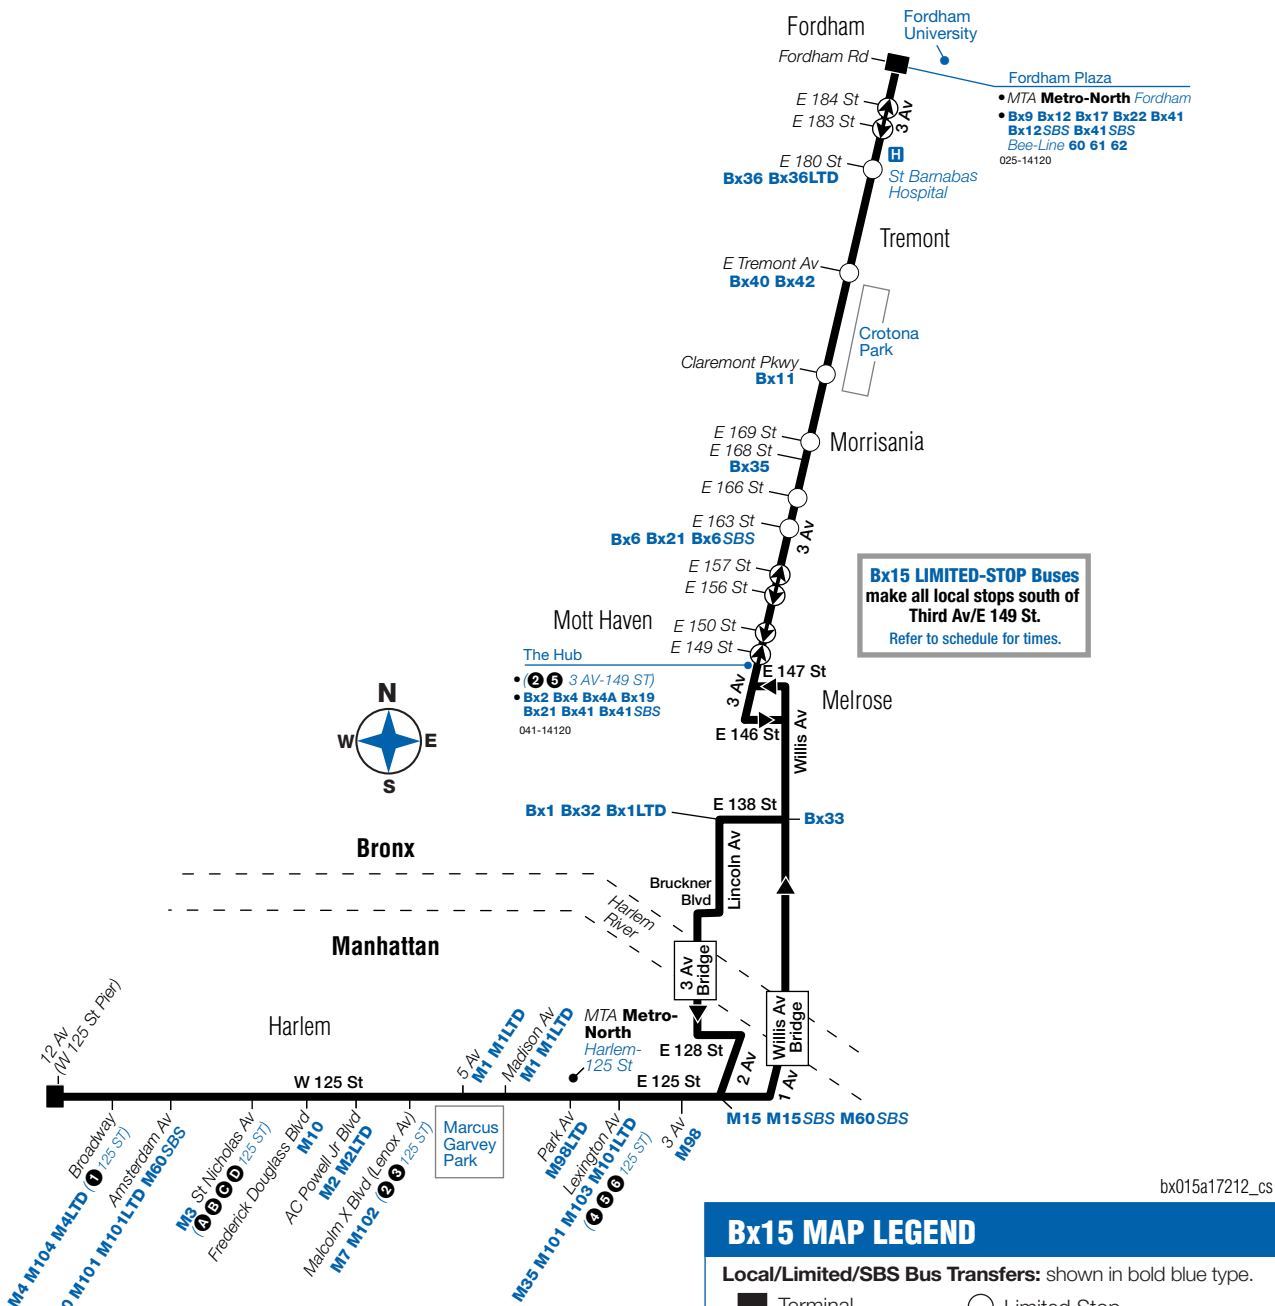 Fordham
Fordham
University
Fordham Rd
Fordham Plaza
• MTA Metro-North Fordham
• Bx9 Bx12 Bx17 Bx22 Bx41
Bx12SBS Bx41SBS
Bee-Line 60 61 62
025-14120
E 184 St
E 183 St
3 Av
H
St Barnabas
Hospital
E 180 St
Bx36 Bx36LTD
Tremont
E Tremont Av
Bx40 Bx42
Crotona
Park
Claremont Pkwy
Bx11
E 169 St
Morrisania
E 168 St
Bx35
E 166 St
E 163 St
Bx6 Bx21 Bx6SBS
3 Av
E 157 St
E 156 St
Bx15 LIMITED-STOP Buses
make all local stops south of
Third Av/E 149 St.
Refer to schedule for times.
Mott Haven
E 150 St
E 149 St
The Hub
• (2 5 3 AV-149 ST)
• Bx2 Bx4 Bx4A Bx19
Bx21 Bx41 Bx41SBS
041-14120
3 Av
E 147 St
Melrose
E 146 St
Willis Av
N
W E
S
Bx1 Bx32 Bx1LTD
E 138 St
Bx33
Bronx
Lincoln Av
Bruckner
Blvd
Harlem
River
Manhattan
3 Av
Bridge
Willis Av
Bridge
12 Av
(W 125 St Pier)
Harlem
5 Av
M1 M1LTD
Madison Av
M1 M1LTD
MTA Metro-
North
Harlem-
125 St
E 128 St
2 Av
1 Av
W 125 St
E 125 St
M15 M15SBS M60SBS
Broadway
M4 M104 M4LTD (1 125 ST)
Amsterdam Av
M101 M101LTD M60SBS
M3 St Nicholas Av
(A B C D 125 ST)
Frederick Douglass Blvd
M10
AC Powell Jr Blvd
M2 M2LTD
Malcolm X Blvd (Lenox Av)
M7 M102 (2 3 125 ST)
Marcus
Garvey
Park
Park Av
M98LTD
Lexington Av
M35 M101 M103 M101LTD
(4 5 6 125 ST)
3 Av
M98
bx015a17212_cs
Bx15 MAP LEGEND
Local/Limited/SBS Bus Transfers: shown in bold blue type.
Terminal
Limited Stop